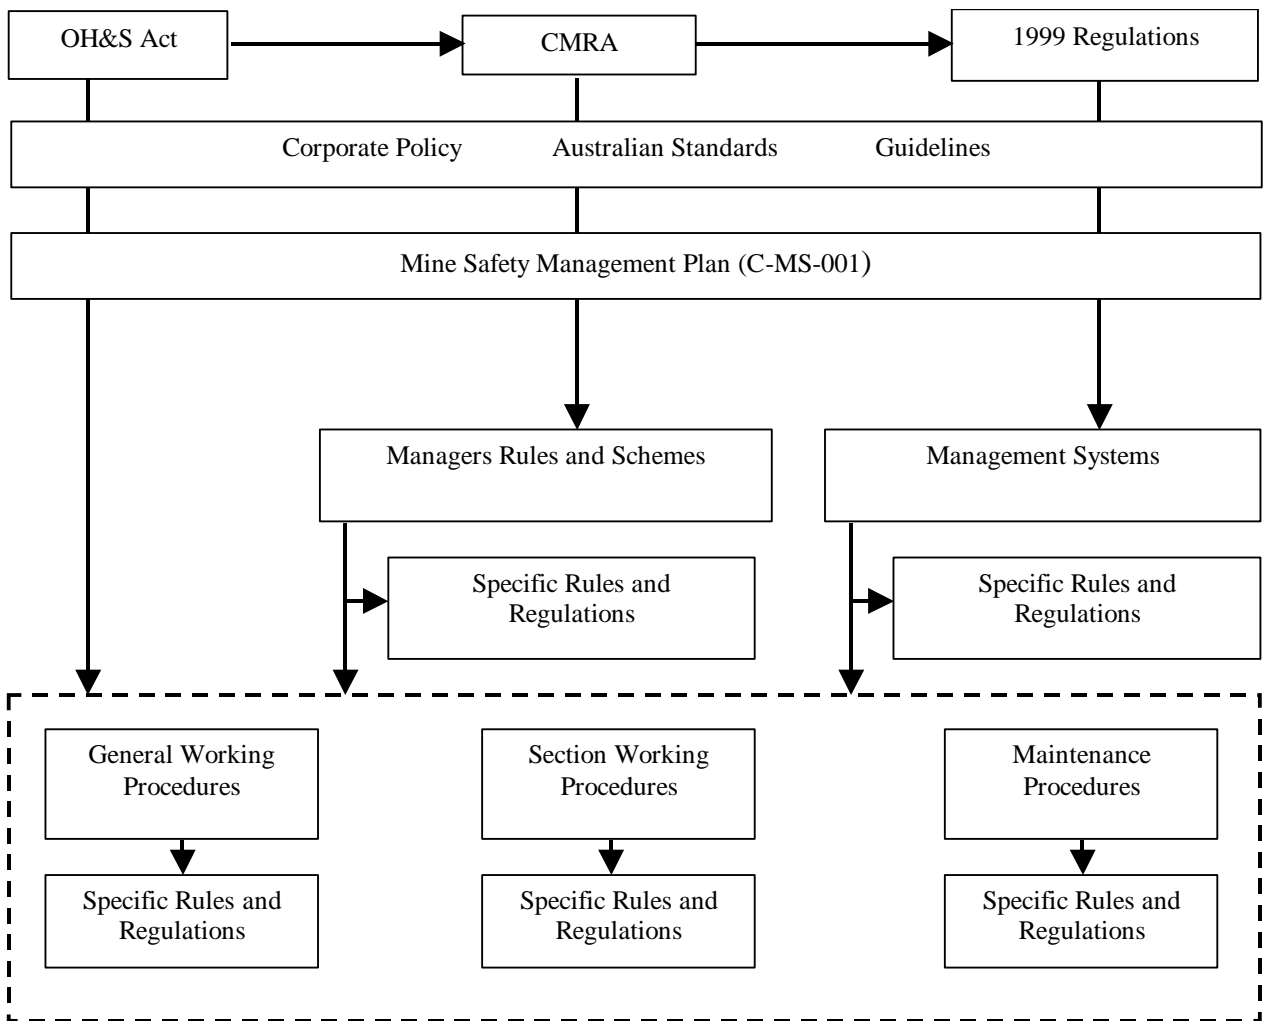 OH&S Act
CMRA
1999 Regulations
Corporate Policy Australian Standards Guidelines
Mine Safety Management Plan (C-MS-001)
Managers Rules and Schemes
Management Systems
Specific Rules and
Regulations
Specific Rules and
Regulations
General Working
Procedures
Section Working
Procedures
Maintenance
Procedures
Specific Rules and
Regulations
Specific Rules and
Regulations
Specific Rules and
Regulations